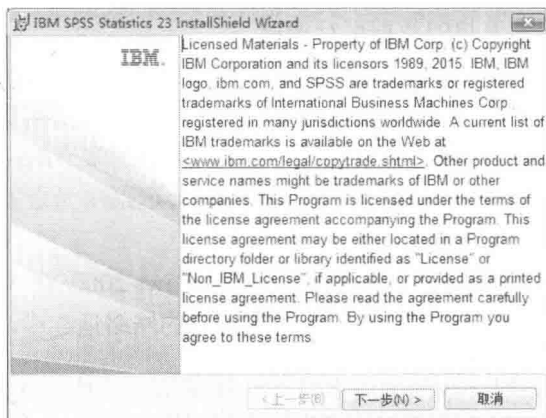 IBM SPSS Statistics 23 InstallShield Wizard
IBM.
Licensed Materials - Property of IBM Corp. (c) Copyright
IBM Corporation and its licensors 1989, 2015. IBM, IBM
logo, ibm.com, and SPSS are trademarks or registered
trademarks of International Business Machines Corp.,
registered in many jurisdictions worldwide. A current list of
IBM trademarks is available on the Web at
<www.ibm.com/legal/copytrade.shtml>. Other product and
service names might be trademarks of IBM or other
companies. This Program is licensed under the terms of
the license agreement accompanying the Program. This
license agreement may be either located in a Program
directory folder or library identified as "License" or
"Non_IBM_License", if applicable, or provided as a printed
license agreement. Please read the agreement carefully
before using the Program. By using the Program you
agree to these terms.
<上一步(B)
下一步(N) >
取消